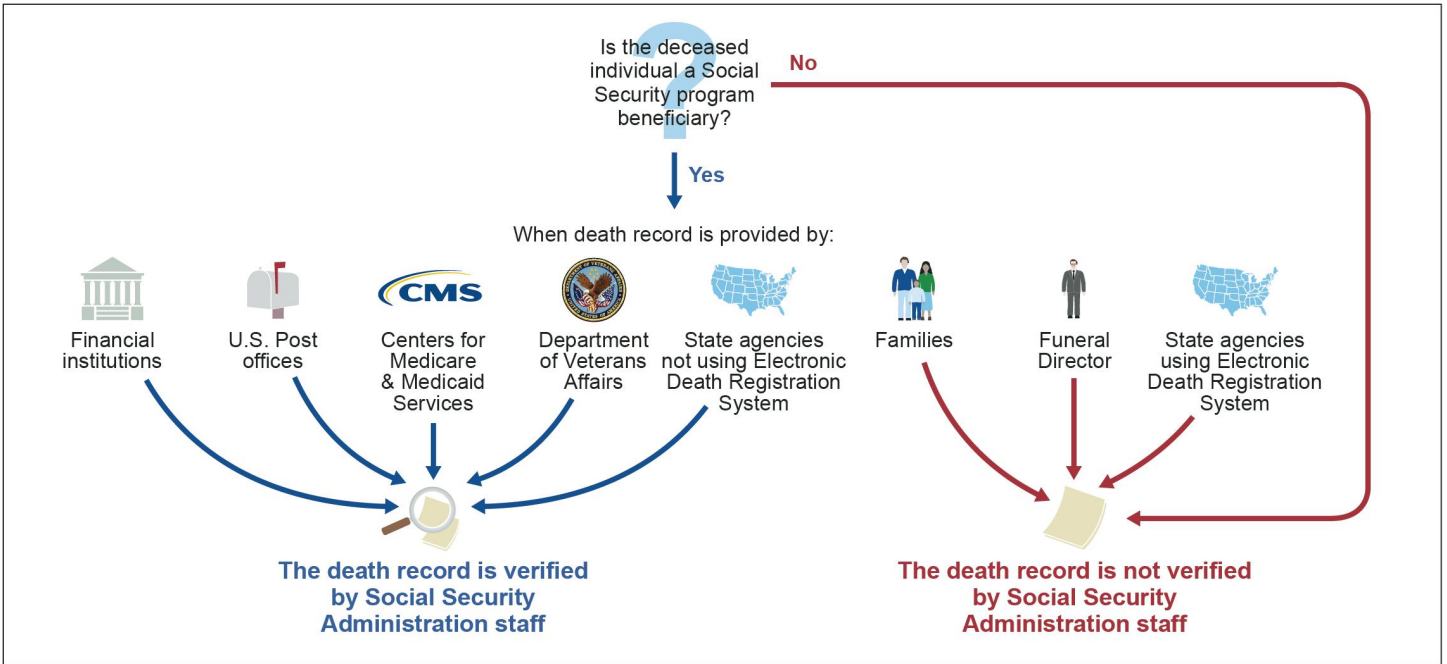 Is the deceased
individual a Social
Security program
beneficiary?
No
Yes
When death record is provided by:
CMS
Financial
institutions
U.S. Post
offices
Centers for
Medicare
& Medicaid
Services
Department
of Veterans
Affairs
State agencies
not using Electronic
Death Registration
System
Families
Funeral
Director
State agencies
using Electronic
Death Registration
System
The death record is verified
by Social Security
Administration staff
The death record is not verified
by Social Security
Administration staff